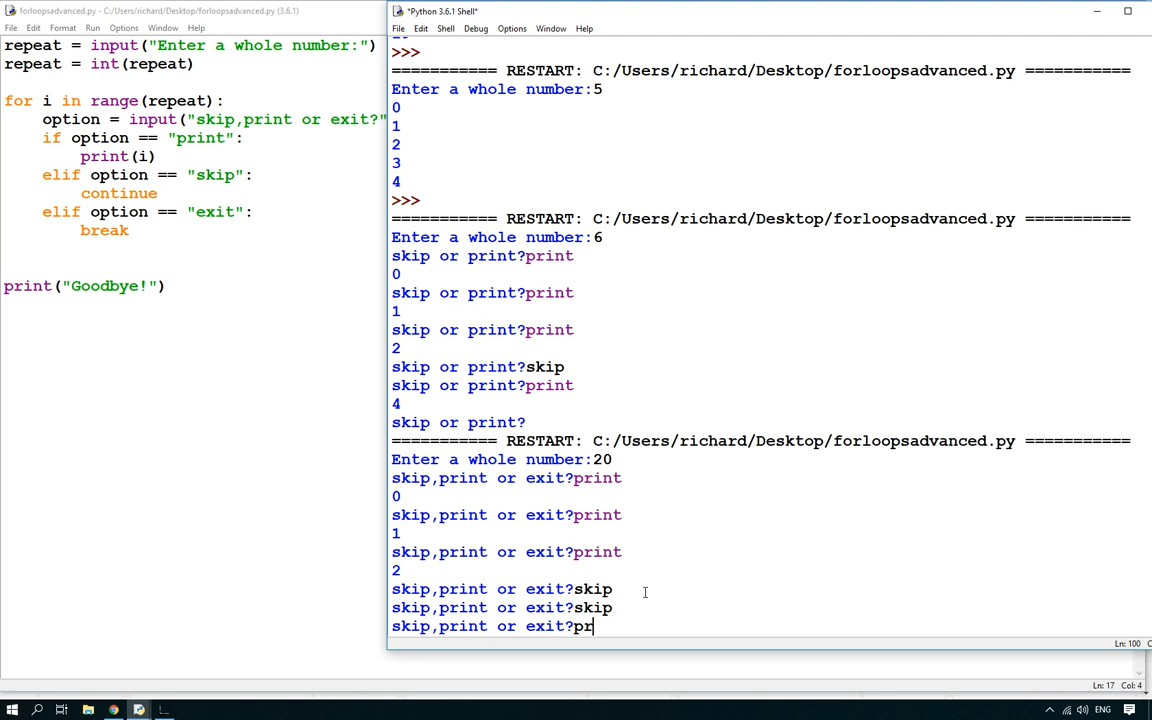 forloopsadvanced.py - C:/Users/richard/Desktop/forloopsadvanced.py (3.6.1)
File Edit Format Run Options Window Help
repeat = input("Enter a whole number:")
repeat = int(repeat)
for i in range(repeat):
option = input("skip,print or exit?"
if option == "print":
print(i)
elif option == "skip":
continue
elif option == "exit":
break
print("Goodbye!")
*Python 3.6.1 Shell*
File Edit Shell Debug Options Window Help
>>>
=========== RESTART: C:/Users/richard/Desktop/forloopsadvanced.py ===========
Enter a whole number:5
0
1
2
3
4
>>>
=========== RESTART: C:/Users/richard/Desktop/forloopsadvanced.py ===========
Enter a whole number:6
skip or print?print
0
skip or print?print
1
skip or print?print
2
skip or print?skip
skip or print?print
4
skip or print?
=========== RESTART: C:/Users/richard/Desktop/forloopsadvanced.py ===========
Enter a whole number:20
skip,print or exit?print
0
skip,print or exit?print
1
skip,print or exit?print
2
skip,print or exit?skip
skip,print or exit?skip
skip,print or exit?pr
Ln: 100
Ln: 17 Col: 4
ENG